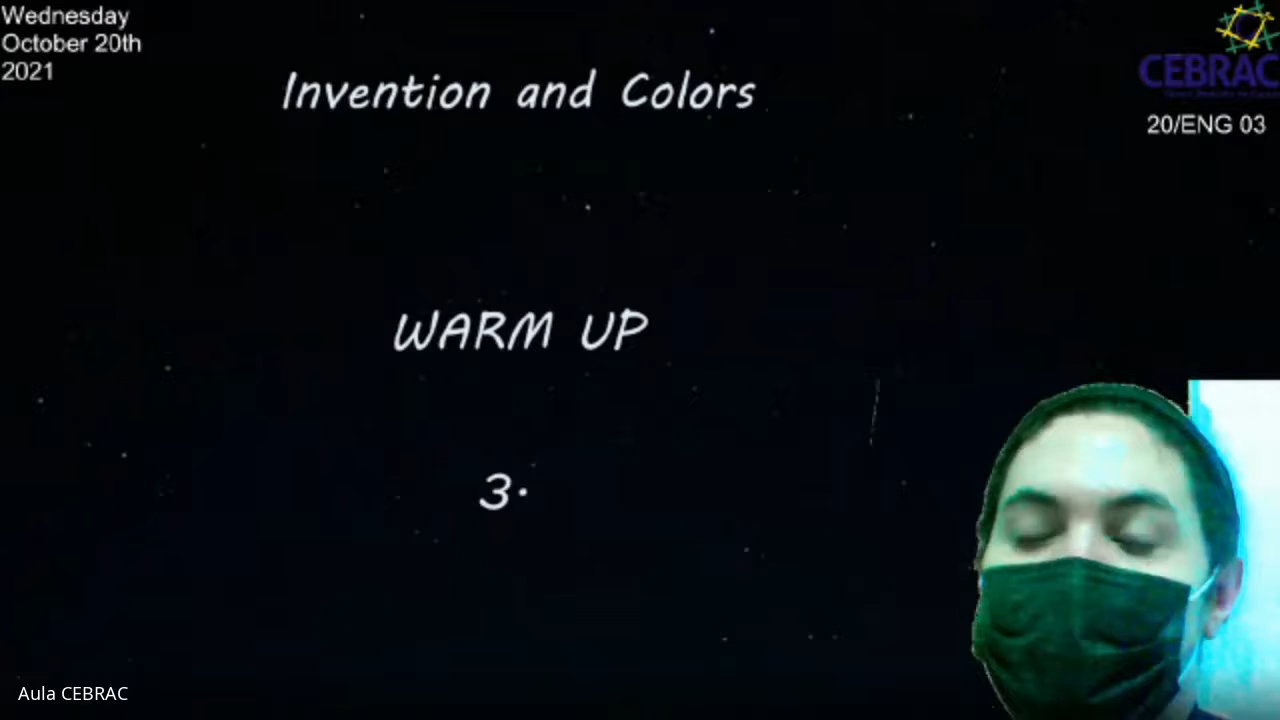 Wednesday
October 20th
2021
CEBRAC
20/ENG 03
Invention and Colors
WARM UP
3.
Aula CEBRAC